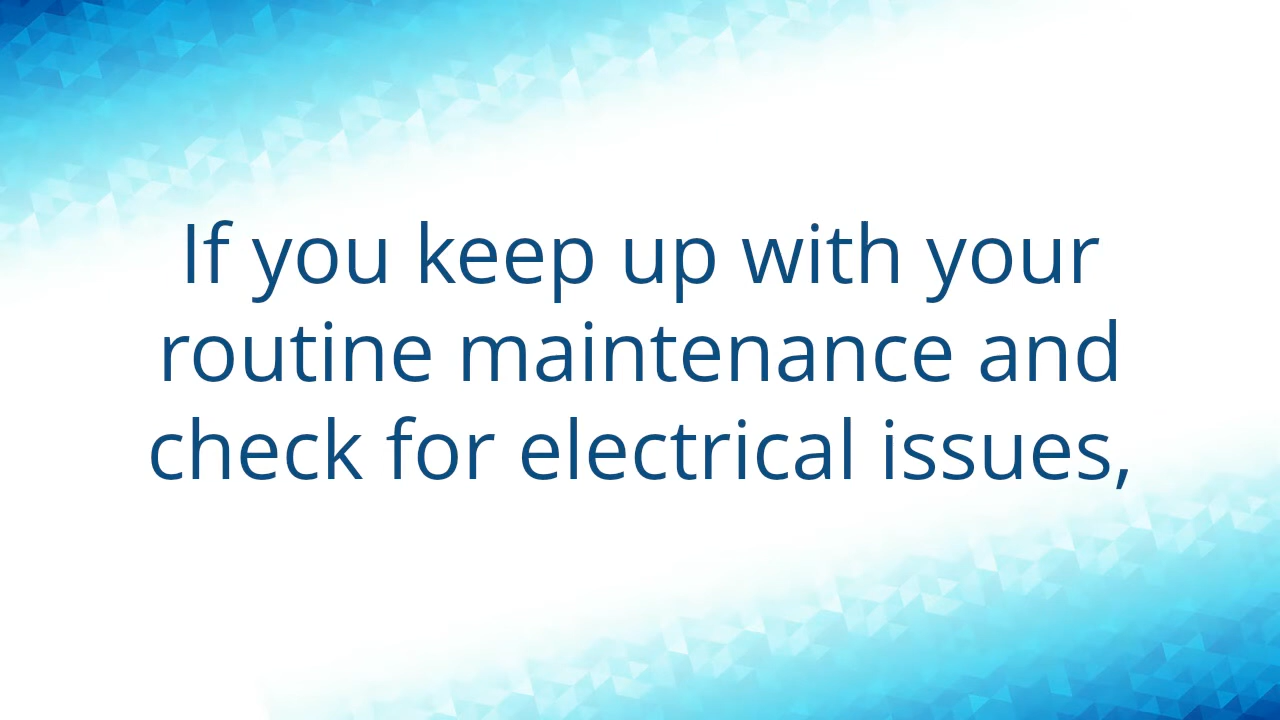 If you keep up with your
routine maintenance and
check for electrical issues,